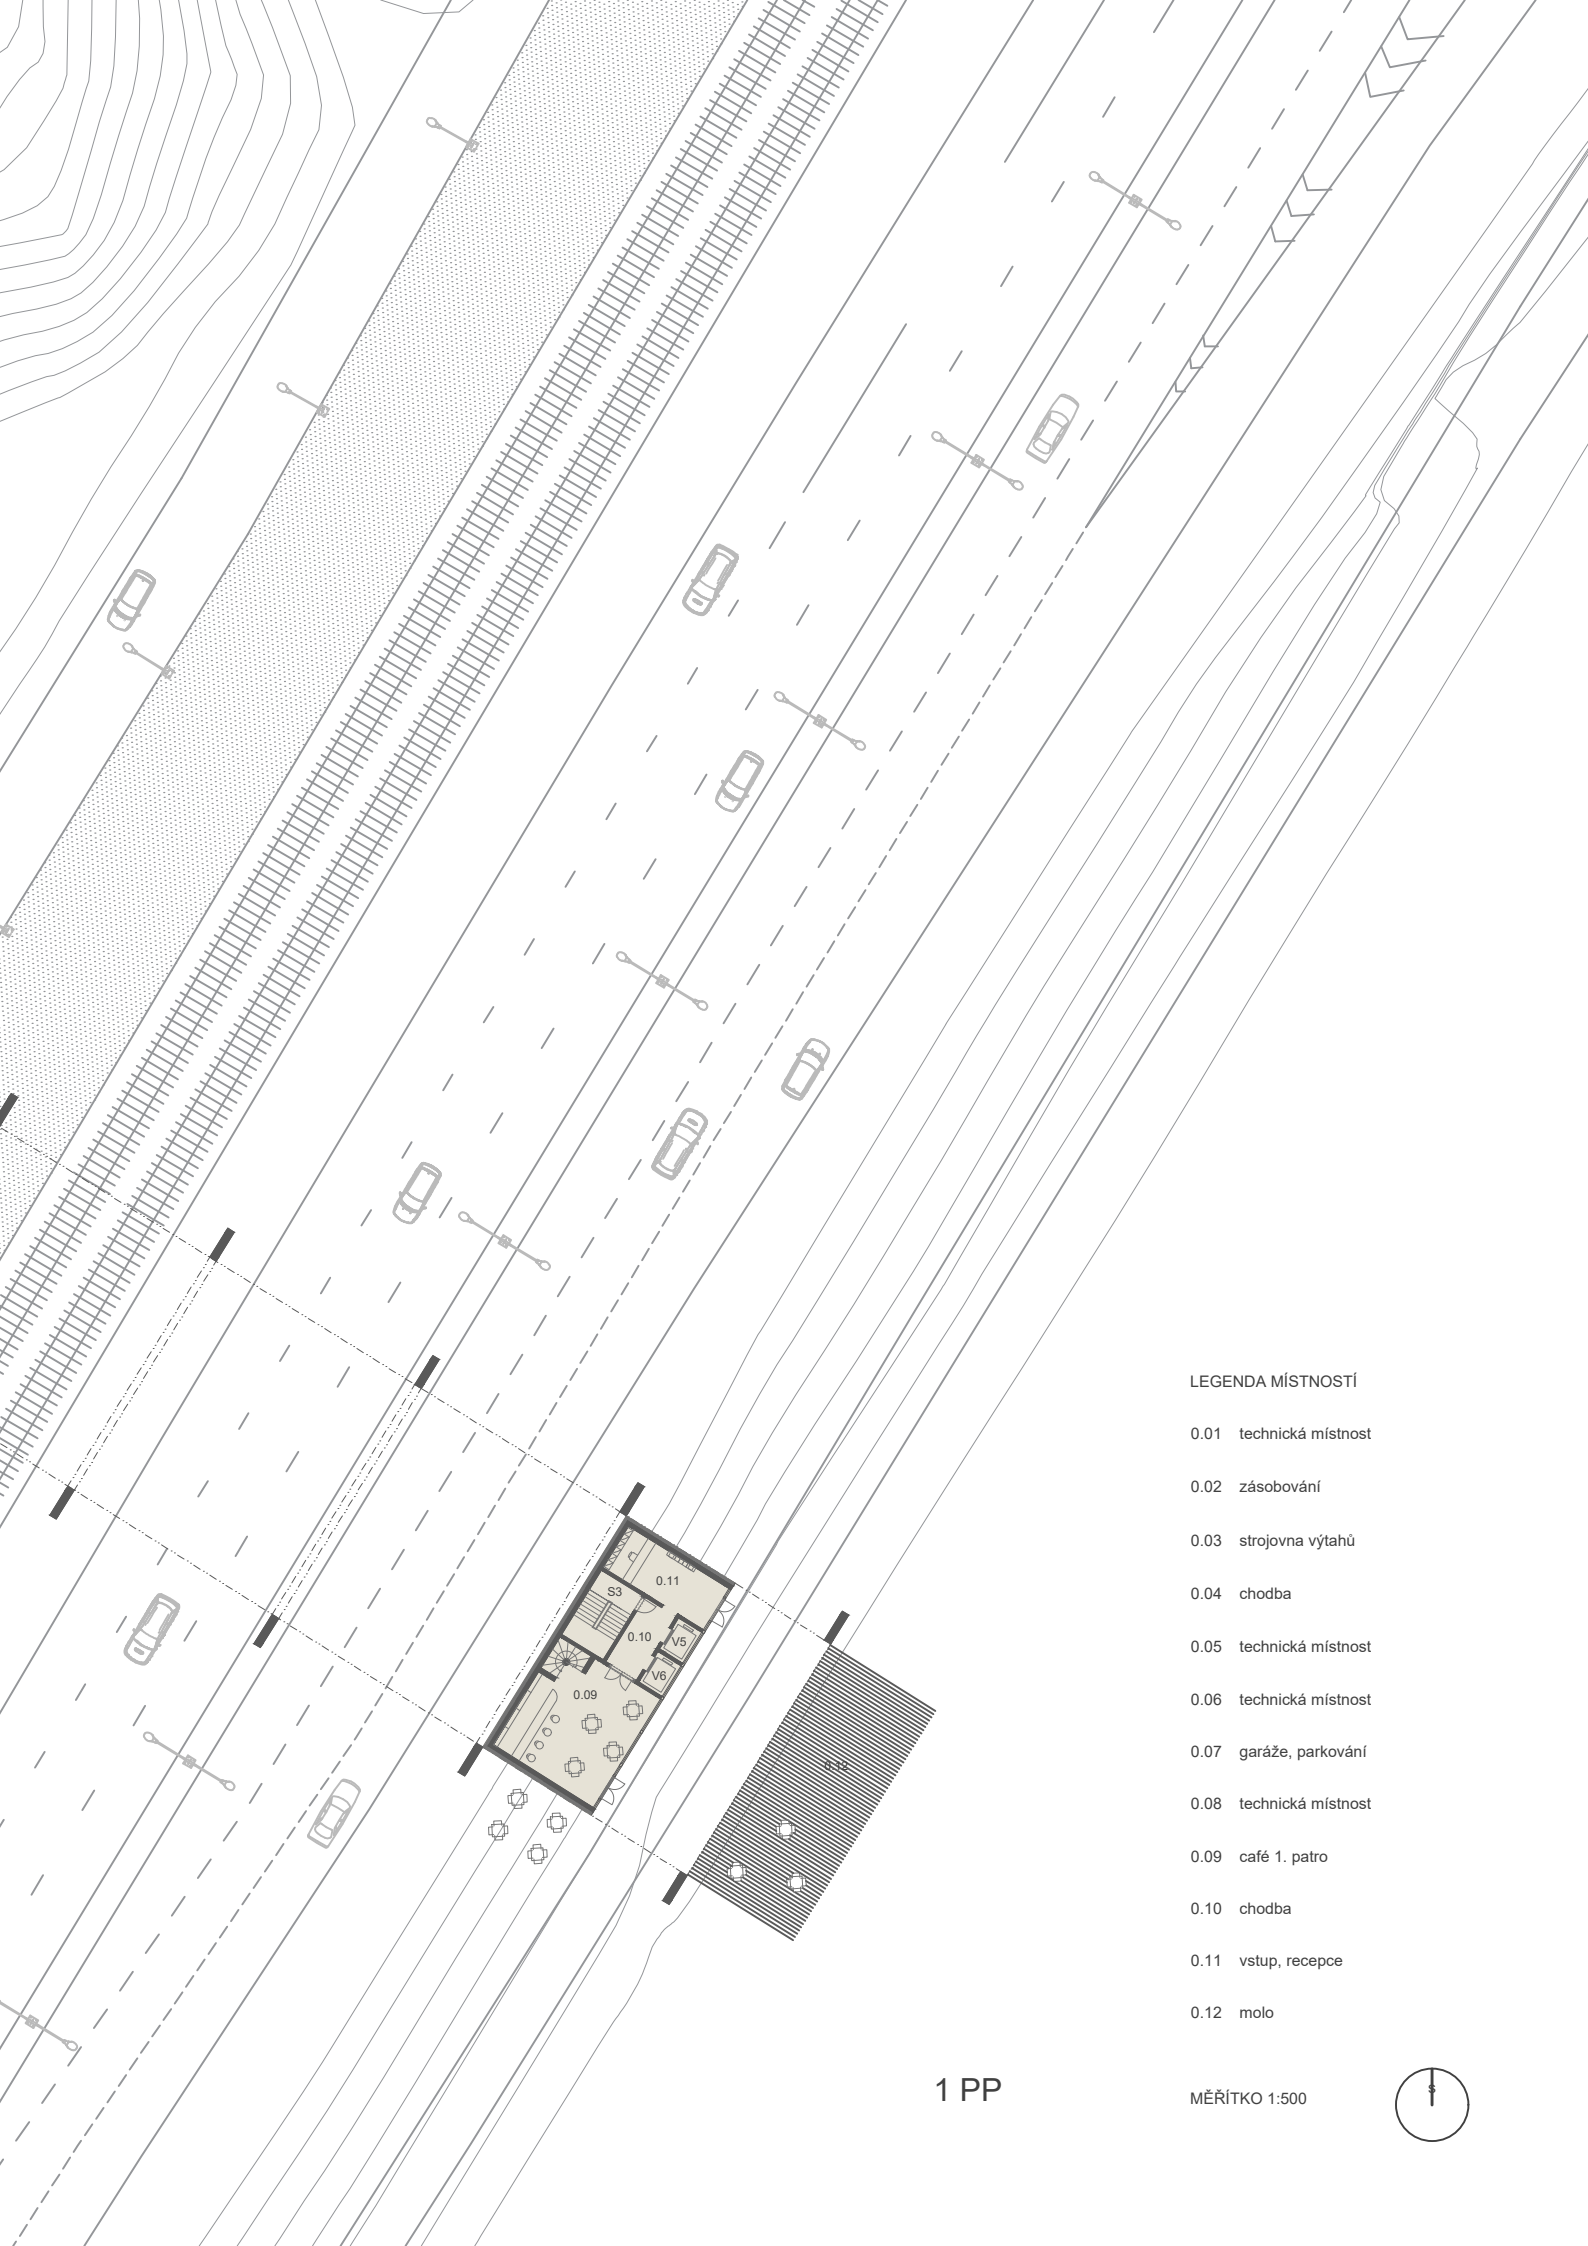 0.11
S3
0.10
V5
V6
0.09
0.12
LEGENDA MÍSTNOSTÍ
0.01 technická místnost
0.02 zásobování
0.03 strojovna výtahů
0.04 chodba
0.05 technická místnost
0.06 technická místnost
0.07 garáže, parkování
0.08 technická místnost
0.09 café 1. patro
0.10 chodba
0.11 vstup, recepce
0.12 molo
1 PP
MĚŘÍTKO 1:500
S